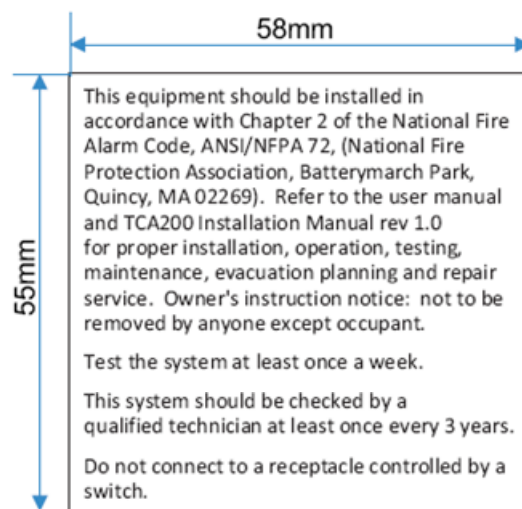 58mm
55mm
This equipment should be installed in
accordance with Chapter 2 of the National Fire
Alarm Code, ANSI/NFPA 72, (National Fire
Protection Association, Batterymarch Park,
Quincy, MA 02269).  Refer to the user manual
and TCA200 Installation Manual rev 1.0
for proper installation, operation, testing,
maintenance, evacuation planning and repair
service.  Owner's instruction notice:  not to be
removed by anyone except occupant.
Test the system at least once a week.
This system should be checked by a
qualified technician at least once every 3 years.
Do not connect to a receptacle controlled by a
switch.